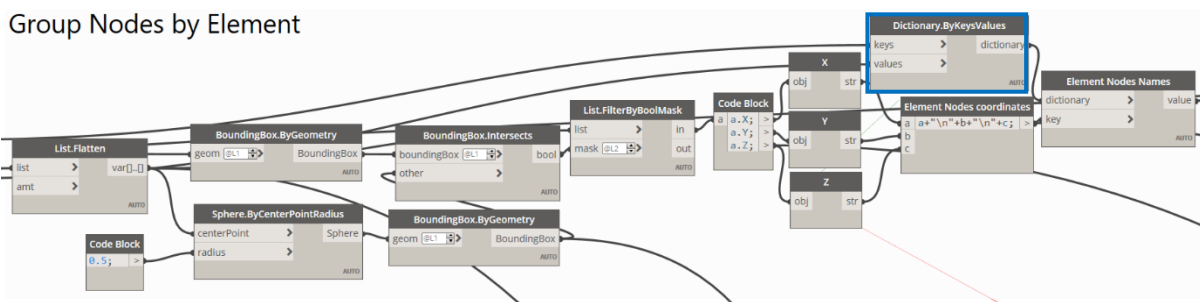 Group Nodes by Element
List.Flatten
list > var[]..[]
amt >
AUTO
Code Block
0.5; >
BoundingBox.ByGeometry
geom @L1 > BoundingBox
AUTO
Sphere.ByCenterPointRadius
centerPoint > Sphere
radius >
AUTO
BoundingBox.Intersects
boundingBox @L1 > bool
other >
AUTO
BoundingBox.ByGeometry
geom @L1 > BoundingBox
AUTO
List.FilterByBoolMask
list > in
mask @L2 > out
AUTO
Code Block
a a.X; >
a.Y; >
a.Z; >
X
obj str
Y
obj str
Z
obj str
Dictionary.ByKeysValues
keys > dictionary
values >
AUTO
Element Nodes coordinates
a a+"\n"+b+"\n"+c; >
b
c
Element Nodes Names
dictionary > value
key >
AUTO